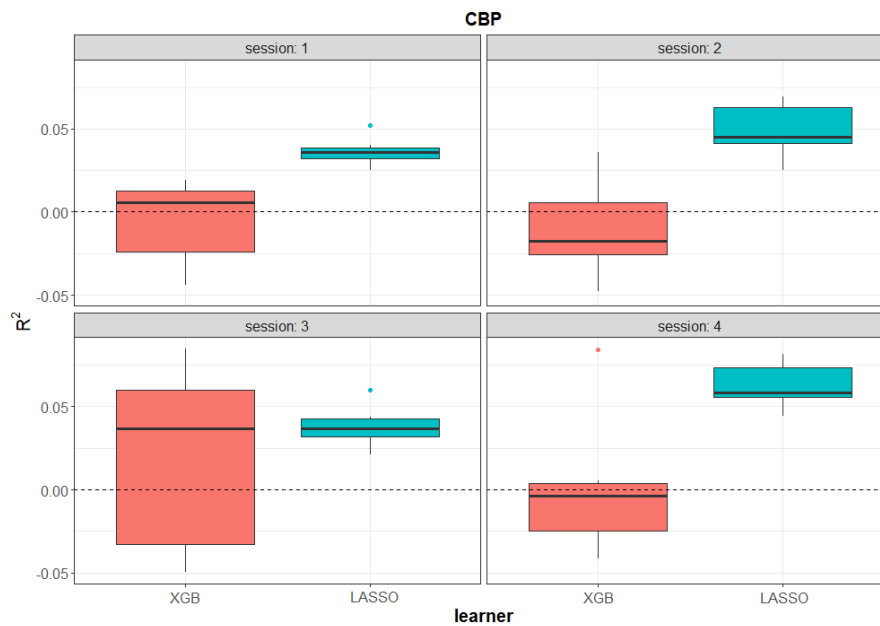 CBP
session: 1
session: 2
0.05
0.00
-0.05
R²
session: 3
session: 4
0.05
0.00
-0.05
XGB
LASSO
XGB
LASSO
learner